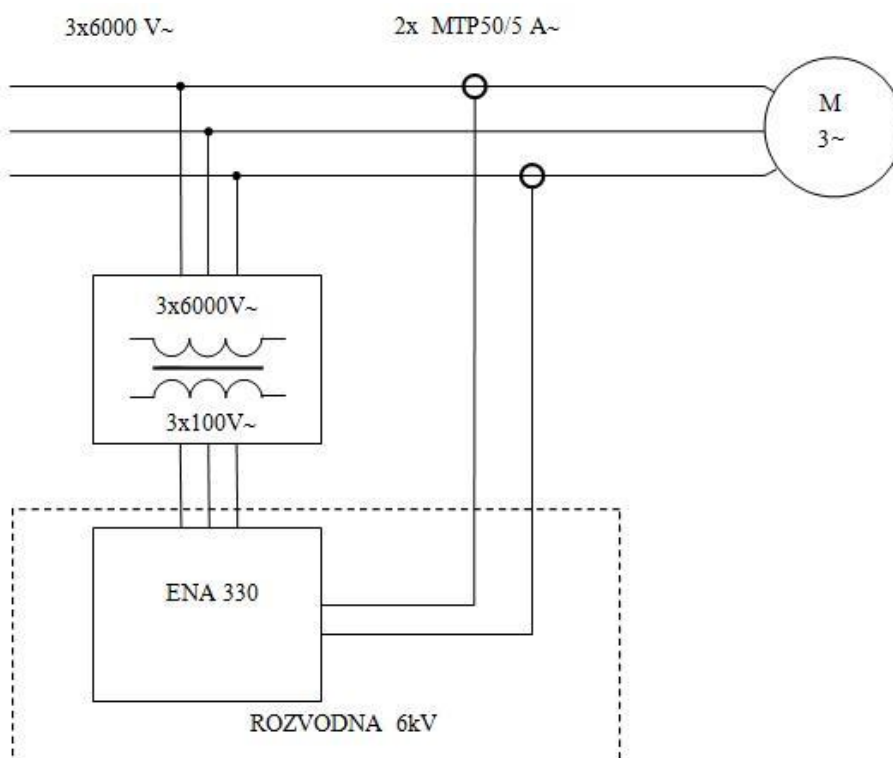 3x6000 V~
2x MTP50/5 A~
M
3~
3x6000V~
3x100V~
ENA 330
ROZVODNA 6kV